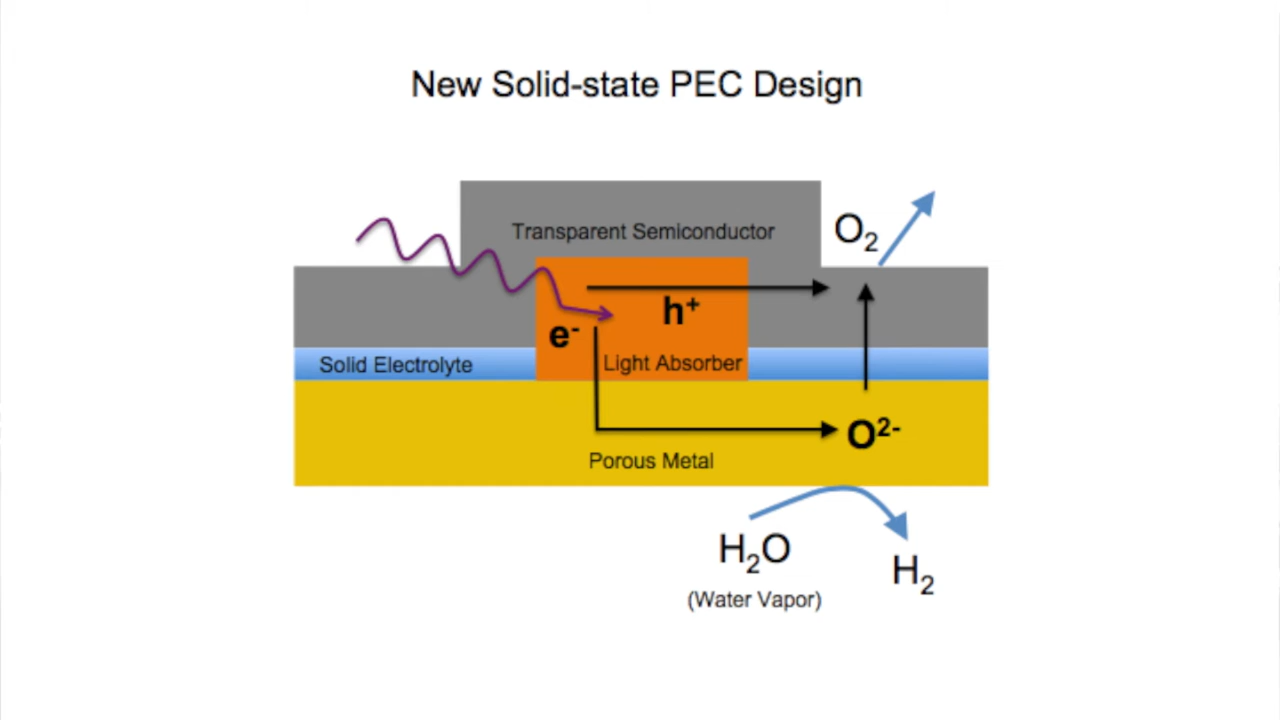 New Solid-state PEC Design
Transparent Semiconductor
O₂
h⁺
e⁻
Solid Electrolyte
Light Absorber
O²⁻
Porous Metal
H₂O
(Water Vapor)
H₂